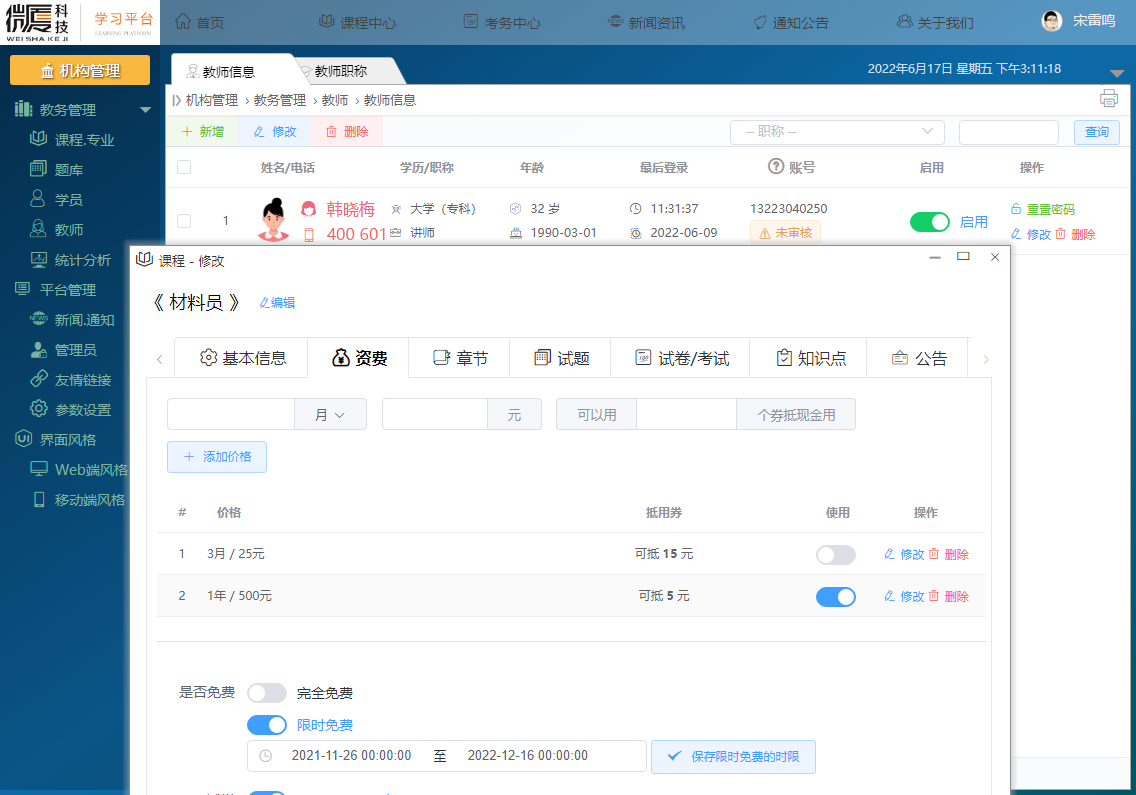 微厦科技 学习平台
WEI SHA KE JI LEARNING PLATFORM
首页 课程中心 考务中心 新闻资讯 通知公告 关于我们 宋雷鸣
机构管理
教务管理
课程.专业
题库
学员
教师
统计分析
平台管理
新闻.通知
管理员
友情链接
参数设置
界面风格
Web端风格
移动端风格
教师信息 教师职称 2022年6月17日 星期五 下午3:11:18
机构管理 › 教务管理 › 教师 › 教师信息
新增 修改 删除 -- 职称 -- 查询
姓名/电话 学历/职称 年龄 最后登录 账号 启用 操作
1 韩晓梅 大学（专科） 32 岁 11:31:37 13223040250 启用 重置密码
400 601 讲师 1990-03-01 2022-06-09 未审核 修改 删除
课程 - 修改
《 材料员 》 编辑
基本信息 资费 章节 试题 试卷/考试 知识点 公告
月 元 可以用 个券抵现金用
添加价格
# 价格 抵用券 使用 操作
1 3月 / 25元 可抵 15 元 修改 删除
2 1年 / 500元 可抵 5 元 修改 删除
是否免费 完全免费
限时免费
2021-11-26 00:00:00 至 2022-12-16 00:00:00 保存限时免费的时限